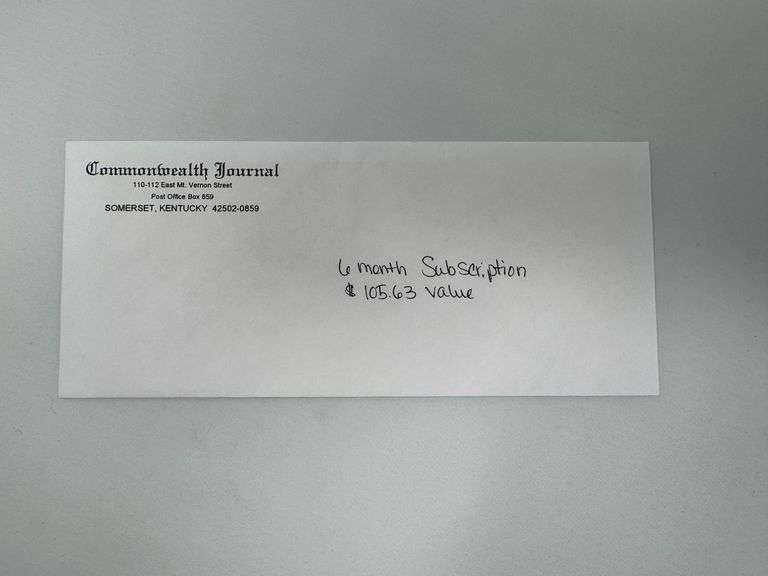 Commonwealth Journal
110-112 East Mt. Vernon Street
Post Office Box 859
SOMERSET, KENTUCKY 42502-0859
6 month Subscription
$ 105.63 value